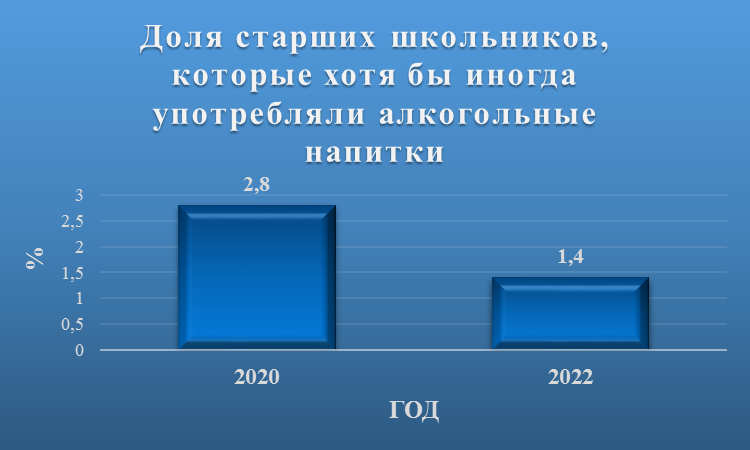 Доля старших школьников,
которые хотя бы иногда
употребляли алкогольные
напитки
2,8
3
2,5
2
1,5
1
0,5
0
%
1,4
2020
2022
ГОД